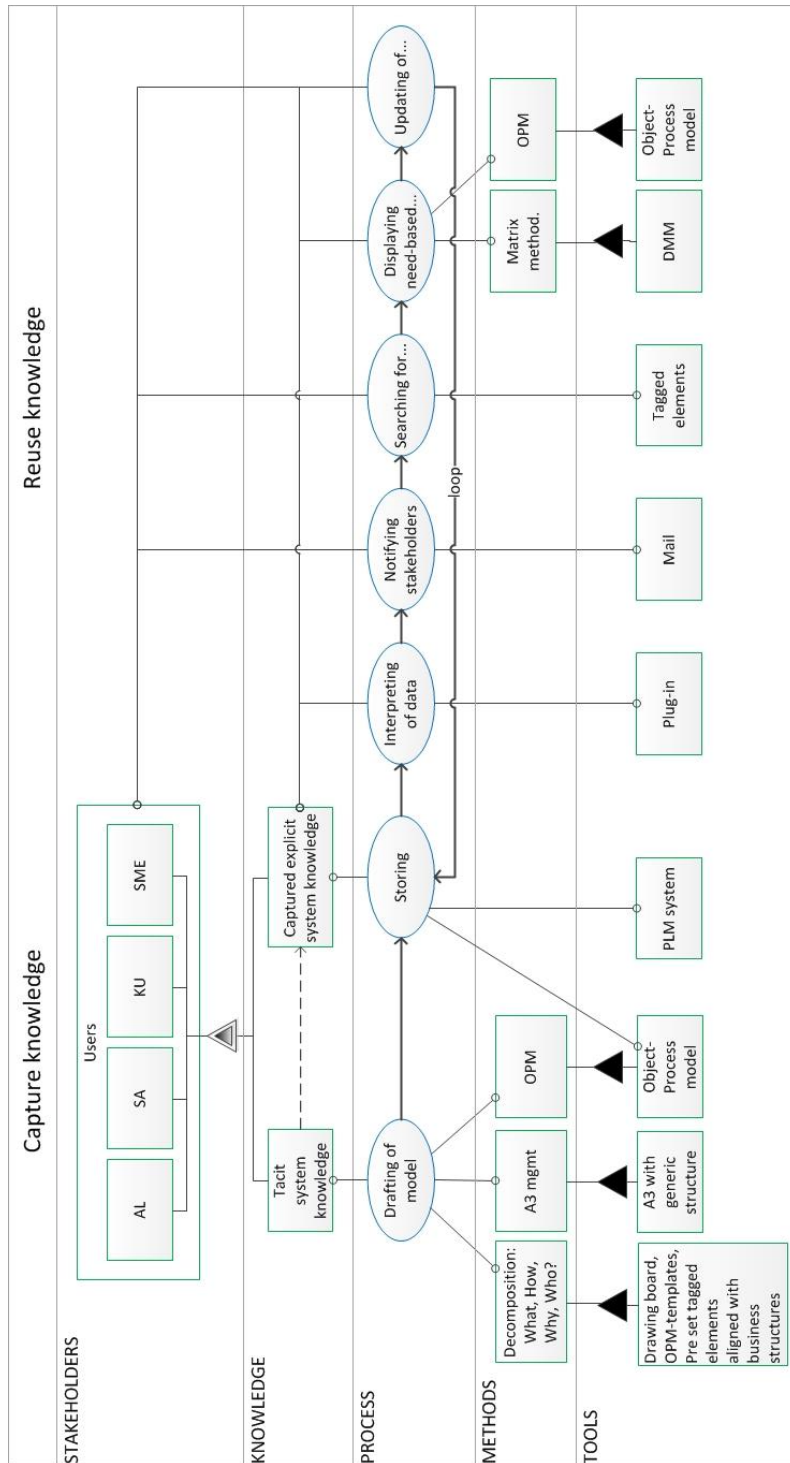 Capture knowledge
Reuse knowledge
STAKEHOLDERS
Users
AL
SA
KU
SME
KNOWLEDGE
Tacit
system
knowledge
Captured explicit
system knowledge
PROCESS
Drafting of
model
Storing
Interpreting
of data
Notifying
stakeholders
Searching for...
Displaying
need-based...
Updating of...
loop
METHODS
Decomposition:
What, How,
Why, Who?
A3 mgmt
OPM
Matrix
method.
OPM
TOOLS
Drawing board,
OPM-templates,
Pre set tagged
elements
aligned with
business
structures
A3 with
generic
structure
Object-
Process
model
PLM system
Plug-in
Mail
Tagged
elements
DMM
Object-
Process
model